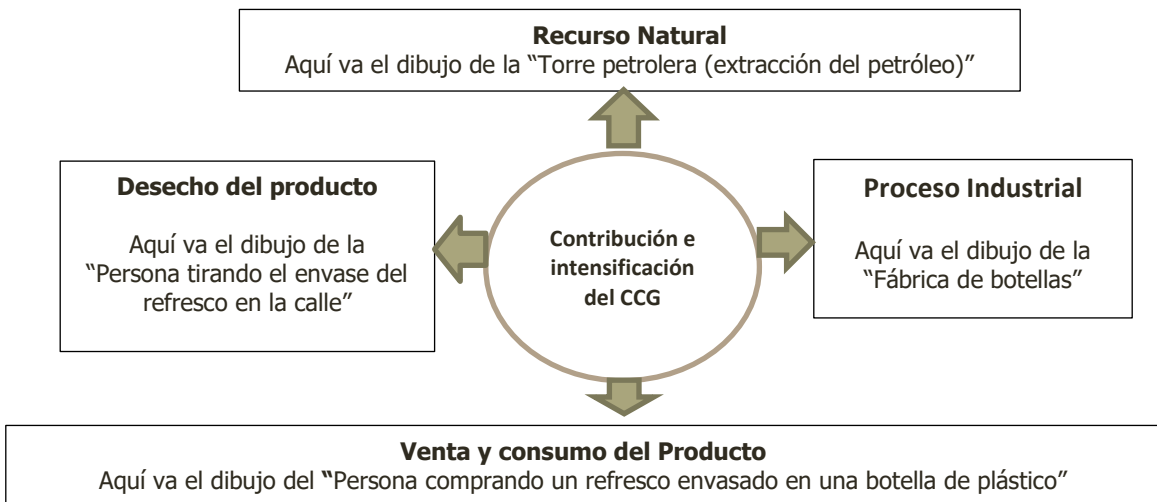 Recurso Natural
Aquí va el dibujo de la “Torre petrolera (extracción del petróleo)”
Desecho del producto
Aquí va el dibujo de la
“Persona tirando el envase del
refresco en la calle”
Contribución e
intensificación
del CCG
Proceso Industrial
Aquí va el dibujo de la
“Fábrica de botellas”
Venta y consumo del Producto
Aquí va el dibujo del “Persona comprando un refresco envasado en una botella de plástico”